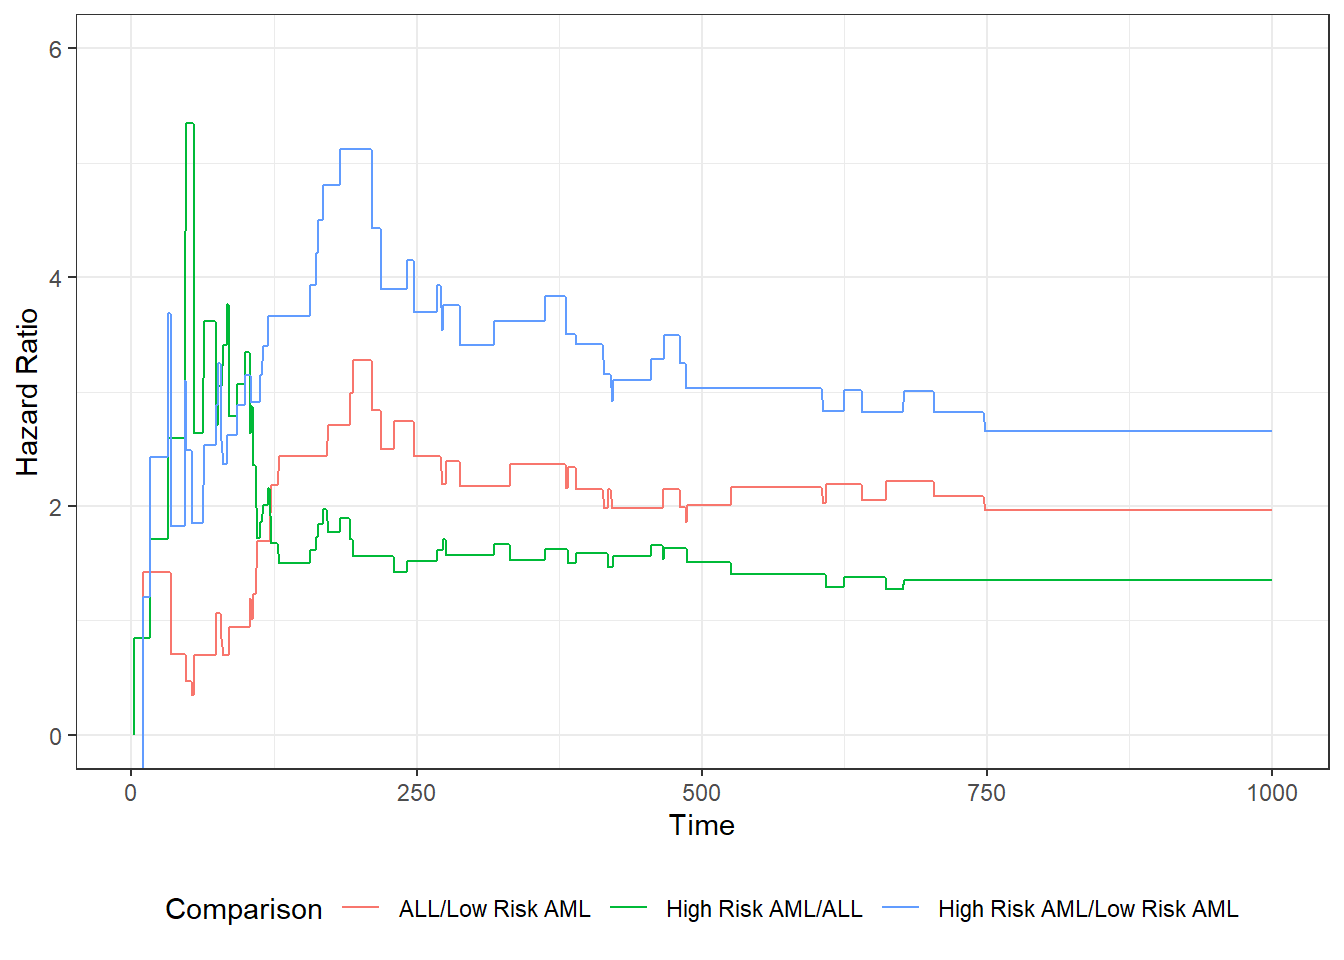 6
4
2
0
Hazard Ratio
0 250 500 750 1000
Time
Comparison ALL/Low Risk AML High Risk AML/ALL High Risk AML/Low Risk AML